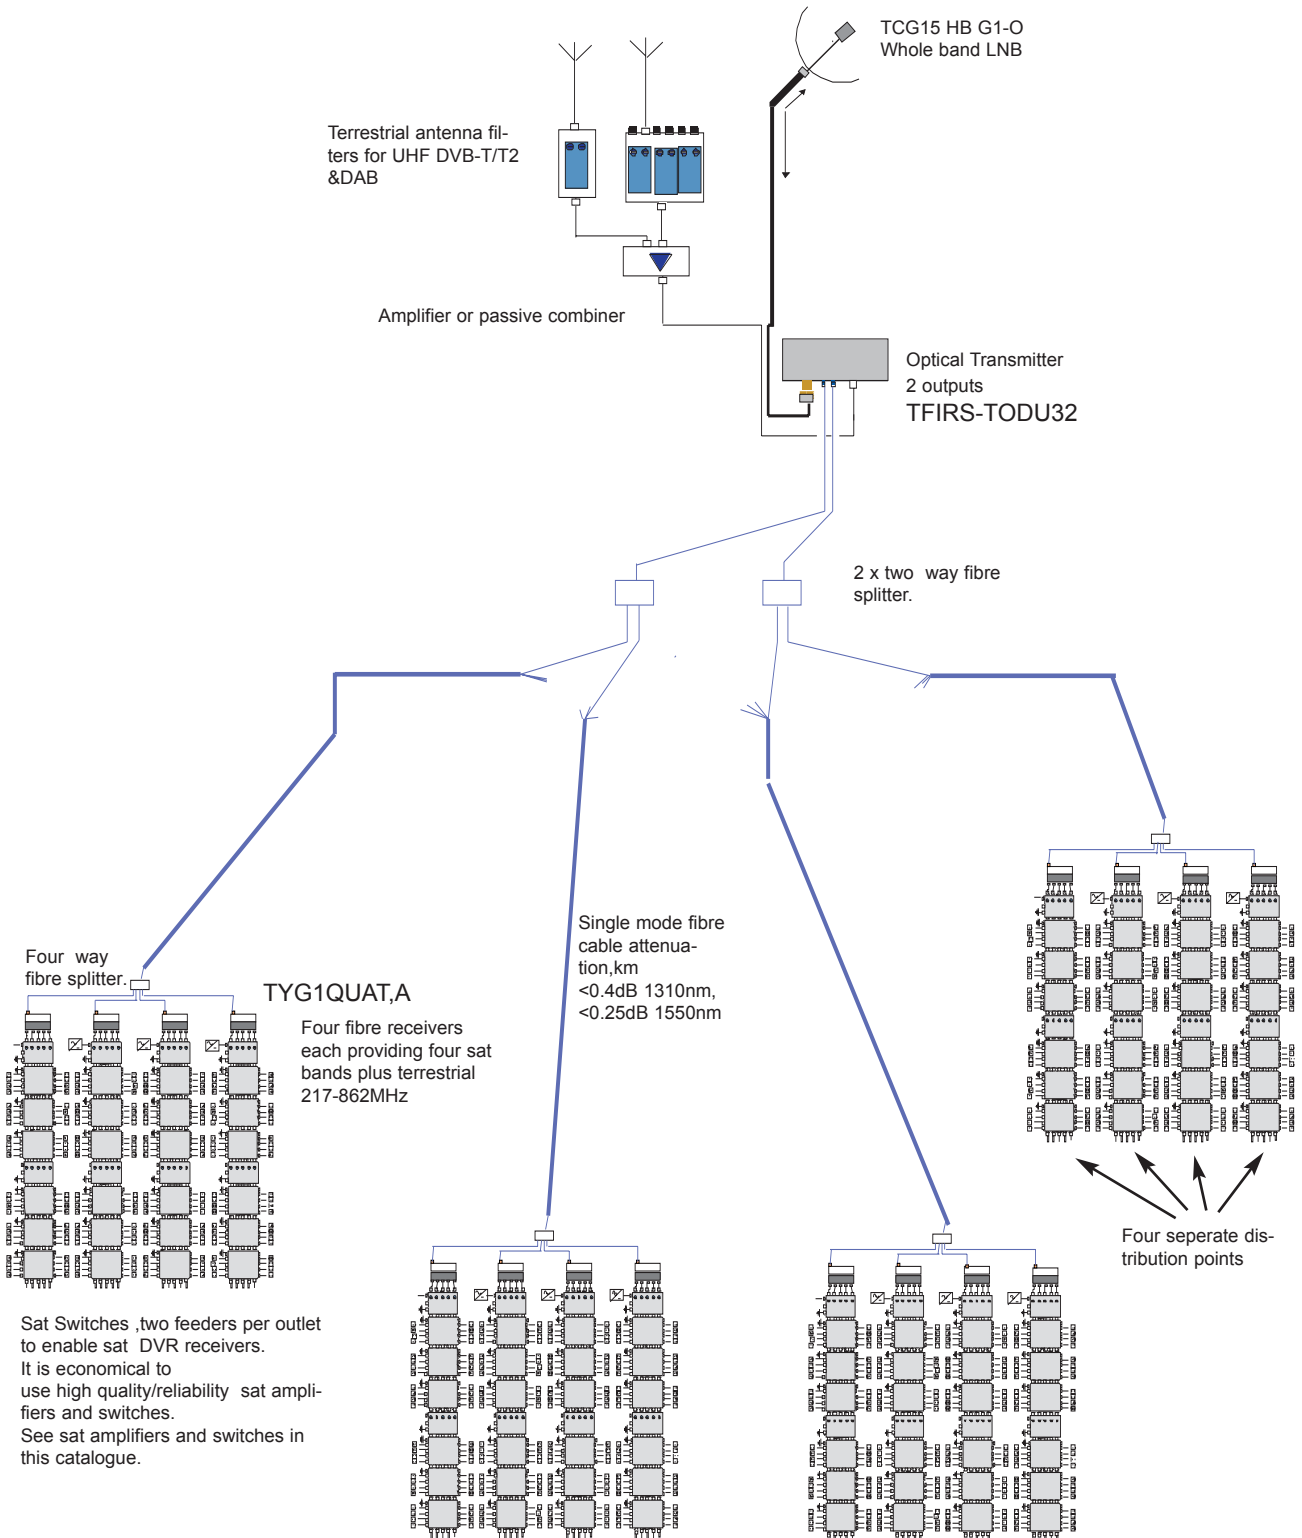 TCG15 HB G1-O
Whole band LNB
Terrestrial antenna fil-
ters for UHF DVB-T/T2
&DAB
Amplifier or passive combiner
Optical Transmitter
2 outputs
TFIRS-TODU32
2 x two way fibre
splitter.
Single mode fibre
cable attenua-
tion,km
<0.4dB 1310nm,
<0.25dB 1550nm
Four way
fibre splitter.
TYG1QUAT,A
Four fibre receivers
each providing four sat
bands plus terrestrial
217-862MHz
Four seperate dis-
tribution points
Sat Switches ,two feeders per outlet
to enable sat DVR receivers.
It is economical to
use high quality/reliability sat ampli-
fiers and switches.
See sat amplifiers and switches in
this catalogue.